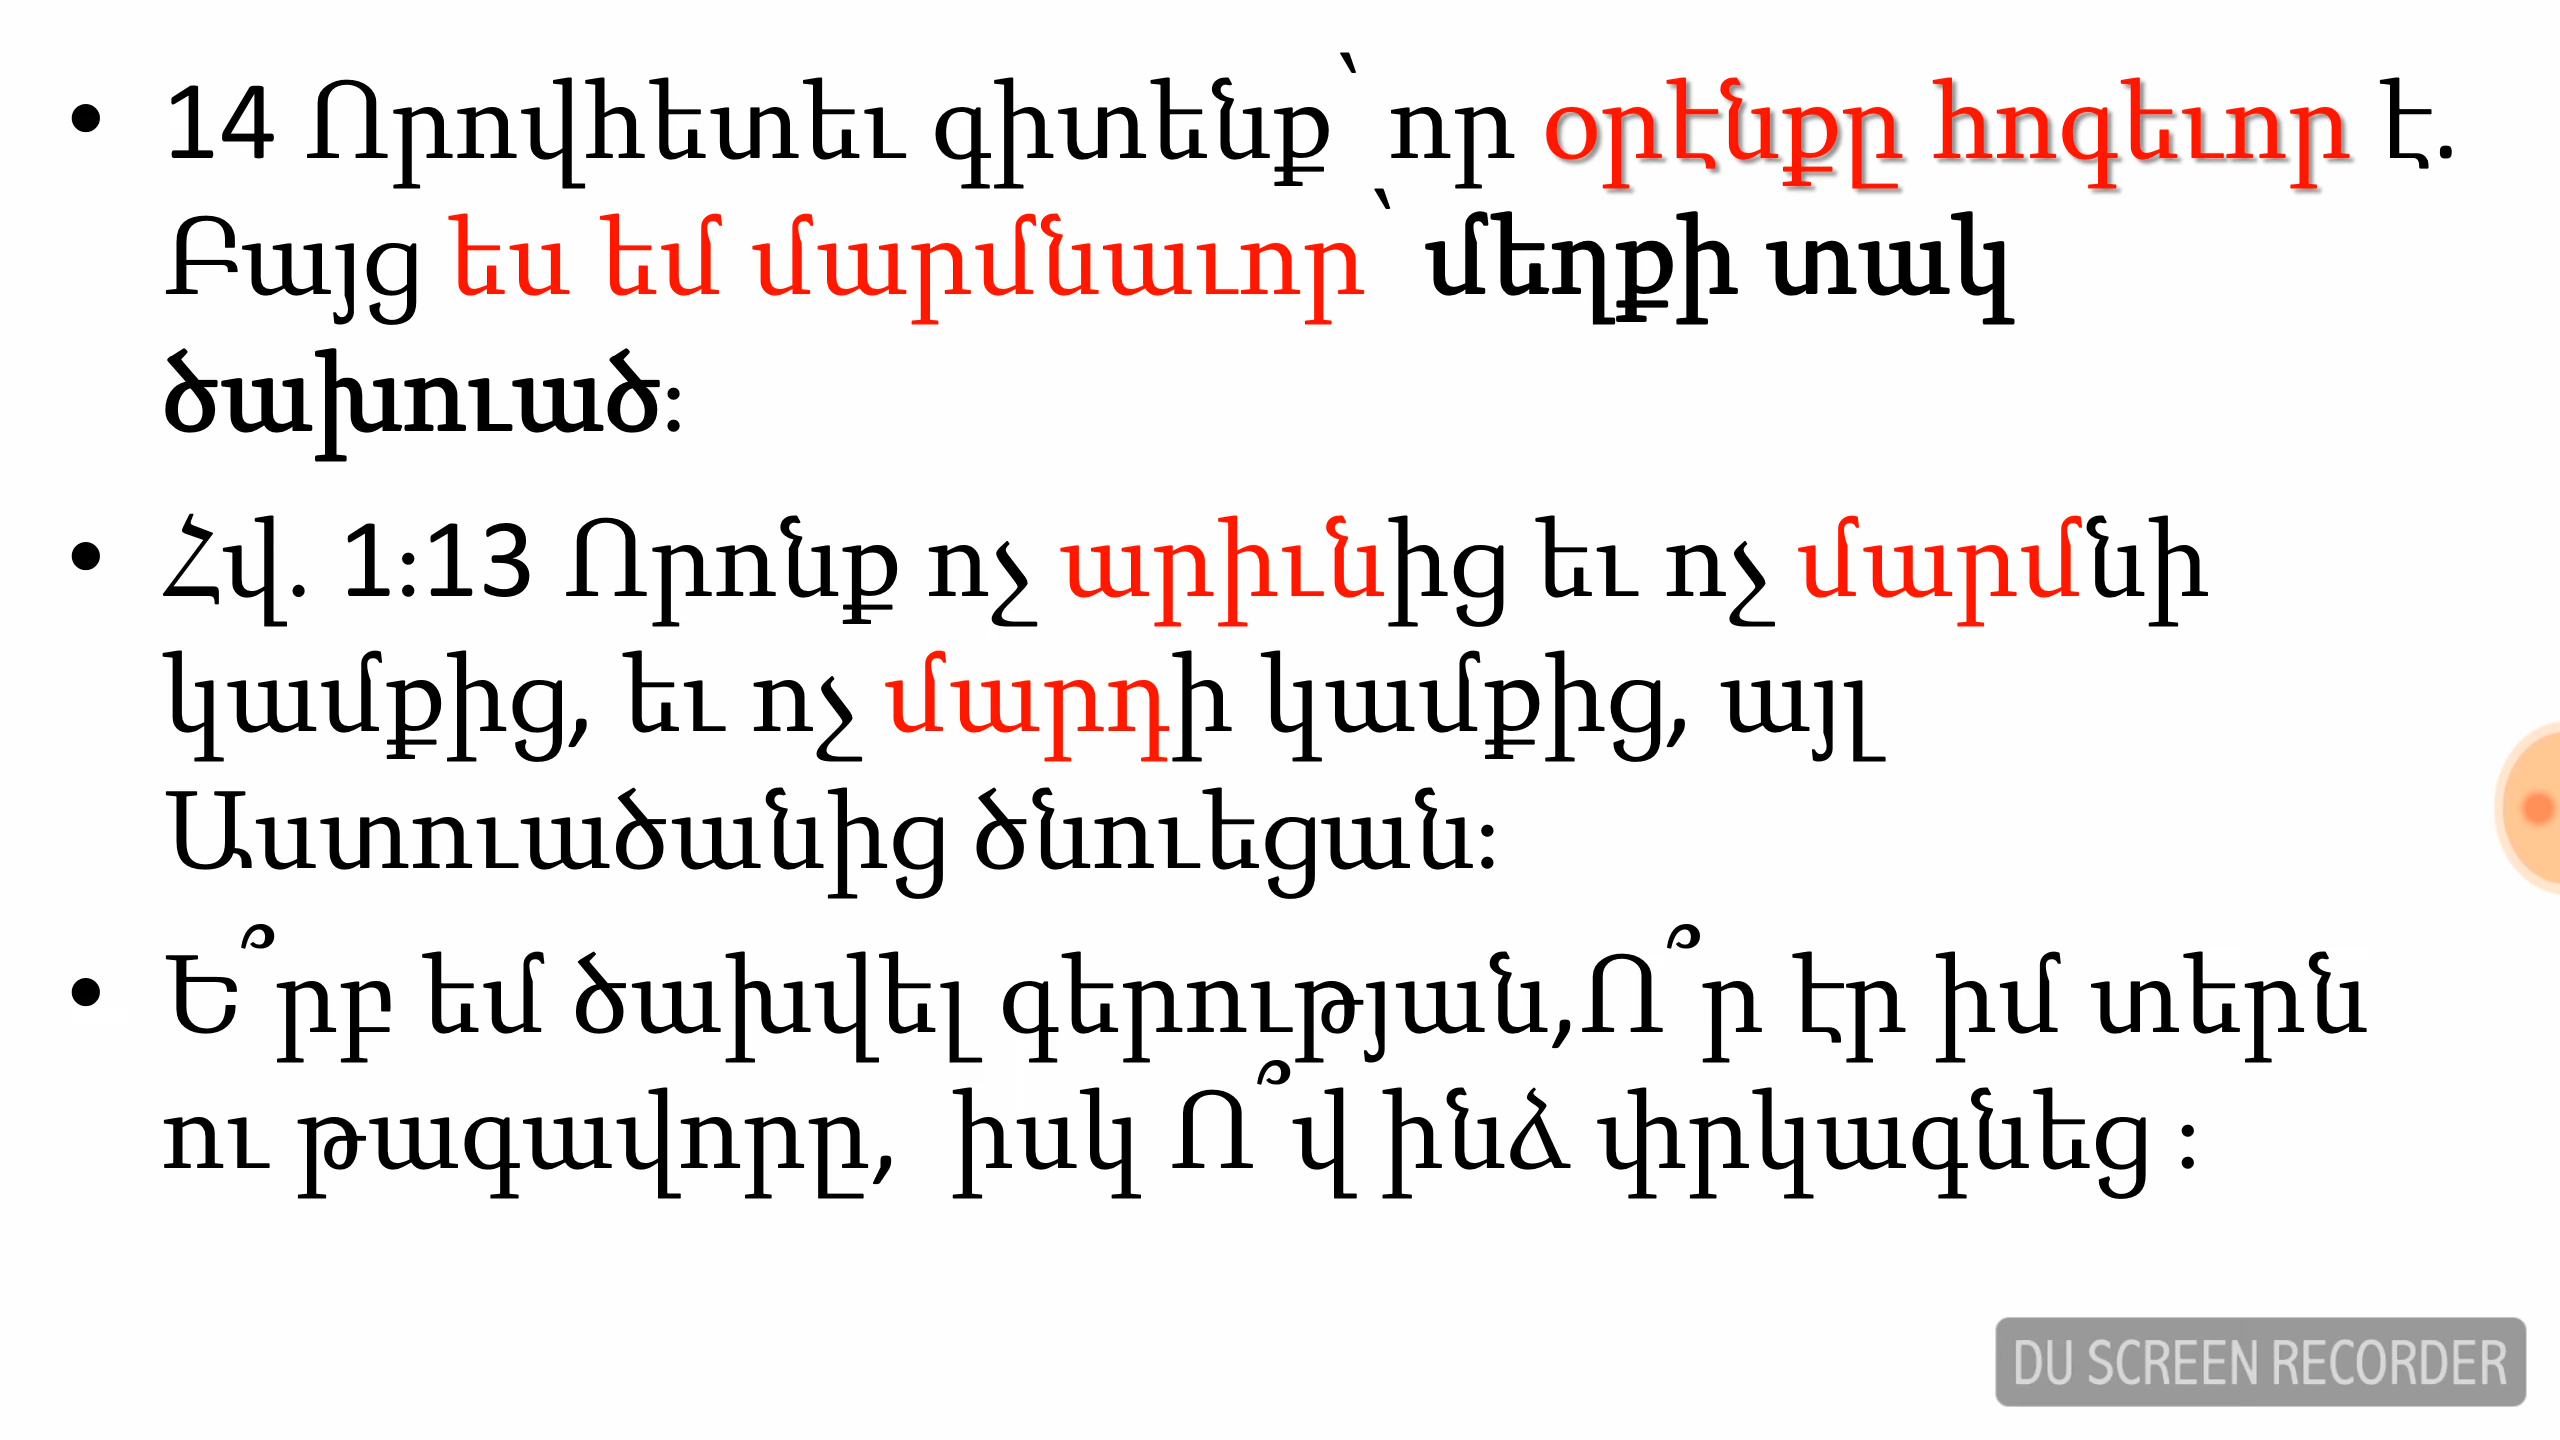 • 14 Որովհետեւ գիտենք՝ որ օրէնքը հոգեւոր է.
Բայց ես եմ մարմնաւոր՝ մեղքի տակ
ծախուած։
• Հվ. 1։13 Որոնք ոչ արիւնից եւ ոչ մարմնի
կամքից, եւ ոչ մարդի կամքից, այլ
Աստուածանից ծնուեցան։
• Ե՞րբ եմ ծախվել գերության,Ո՞ր էր իմ տերն
ու թագավորը,  իսկ Ո՞վ ինձ փրկագնեց ։
DU SCREEN RECORDER